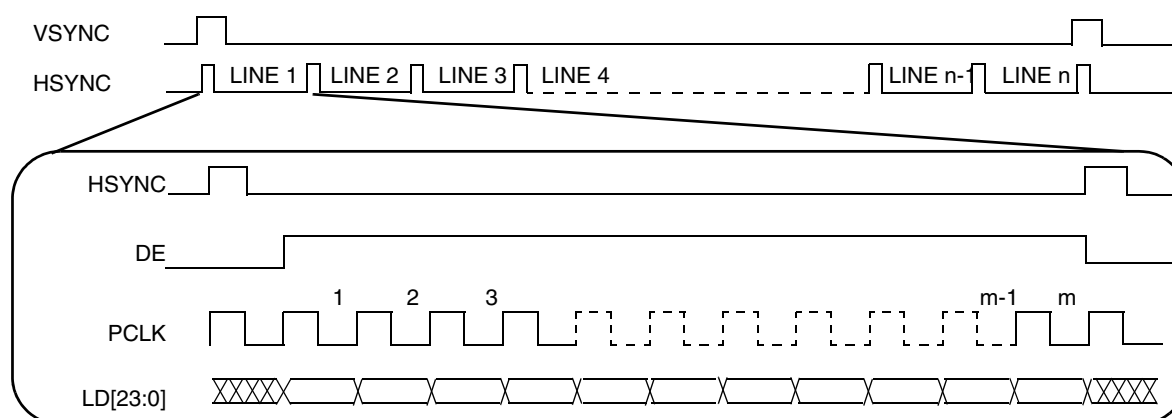 VSYNC
HSYNC LINE 1 LINE 2 LINE 3 LINE 4 LINE n-1 LINE n
HSYNC
DE
1 2 3 m-1 m
PCLK
LD[23:0]